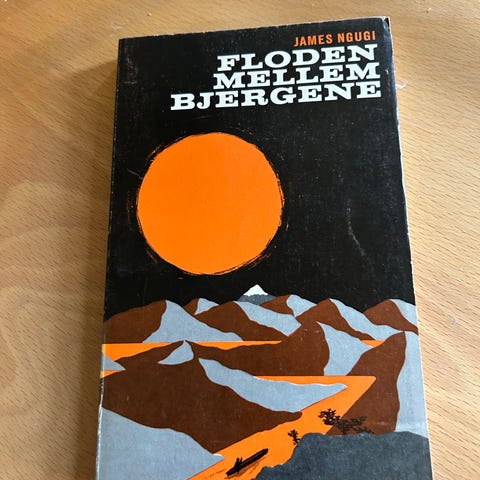 JAMES NGUGI
FLODEN
MELLEM
BJERGENE